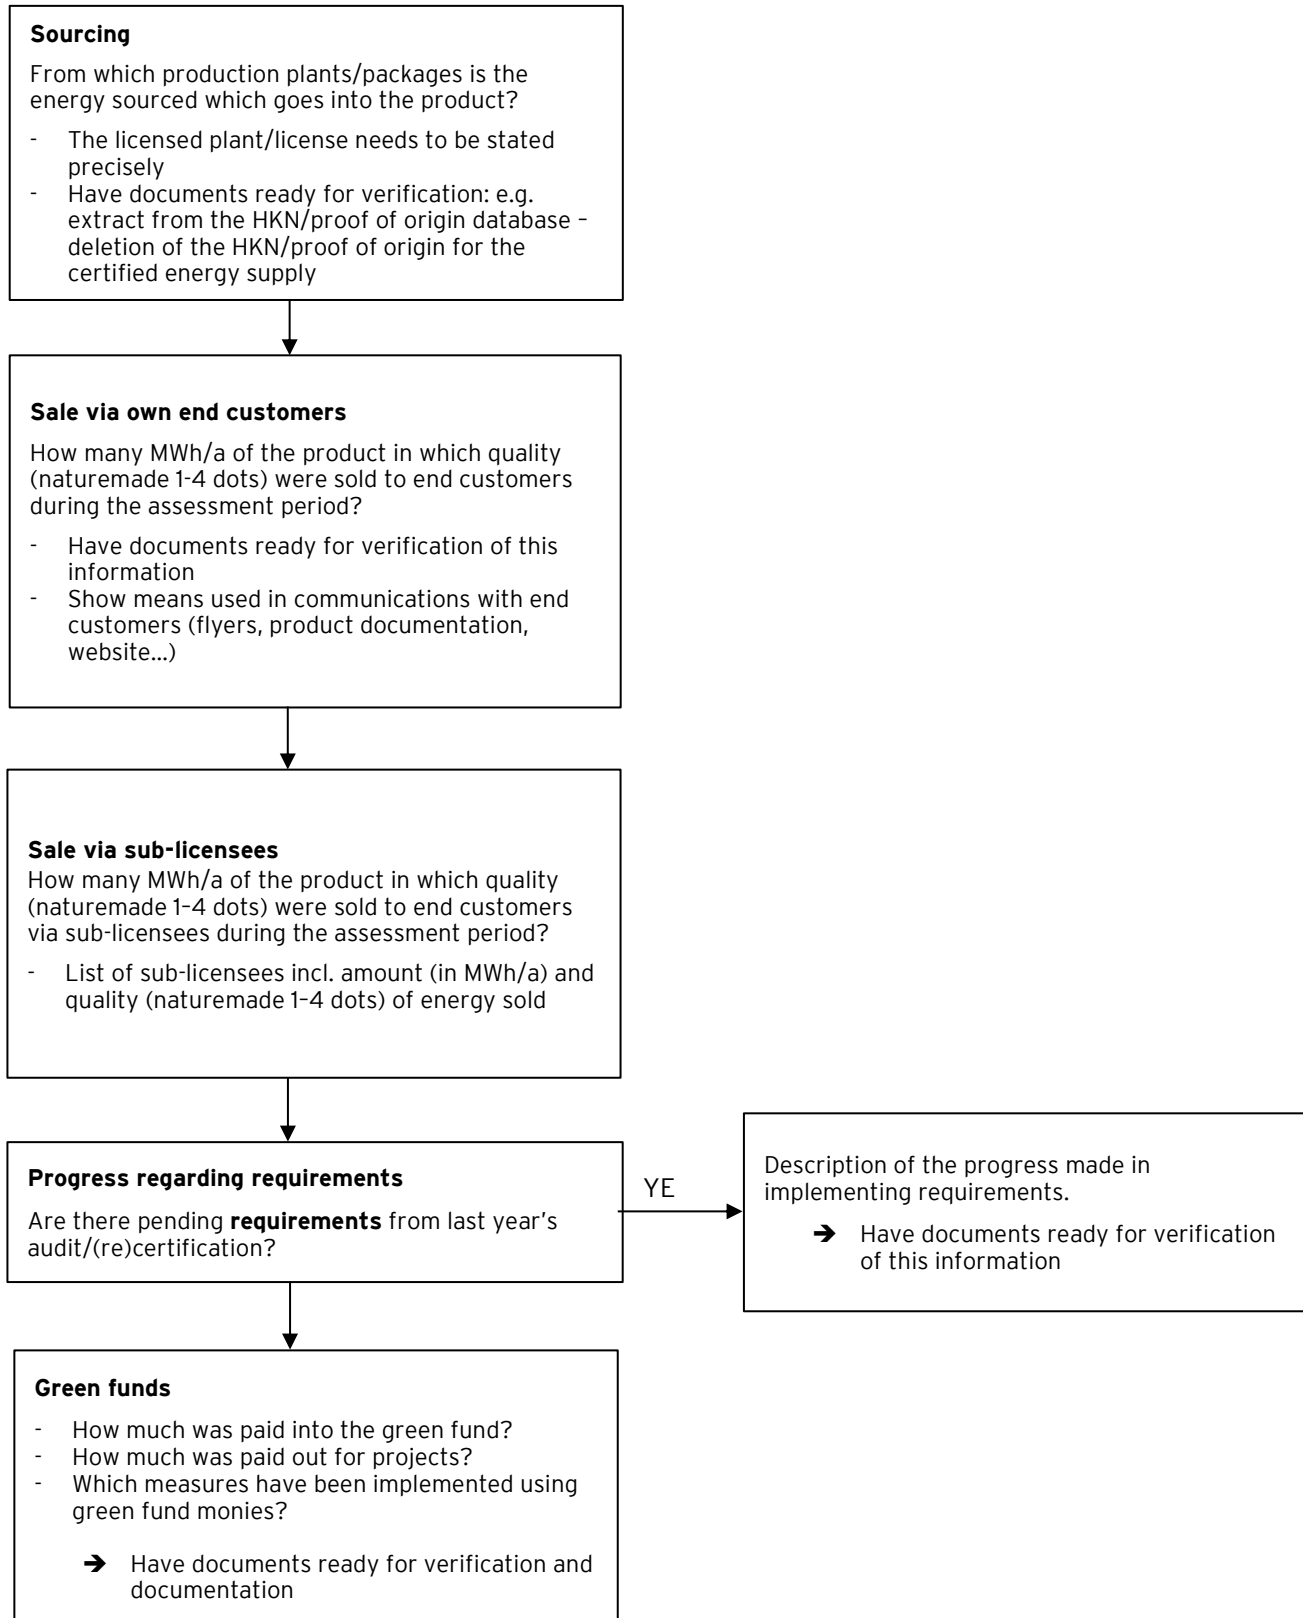 Sourcing
From which production plants/packages is the
energy sourced which goes into the product?
- The licensed plant/license needs to be stated
precisely
- Have documents ready for verification: e.g.
extract from the HKN/proof of origin database –
deletion of the HKN/proof of origin for the
certified energy supply
Sale via own end customers
How many MWh/a of the product in which quality
(naturemade 1-4 dots) were sold to end customers
during the assessment period?
- Have documents ready for verification of this
information
- Show means used in communications with end
customers (flyers, product documentation,
website...)
Sale via sub-licensees
How many MWh/a of the product in which quality
(naturemade 1–4 dots) were sold to end customers
via sub-licensees during the assessment period?
- List of sub-licensees incl. amount (in MWh/a) and
quality (naturemade 1–4 dots) of energy sold
Progress regarding requirements
Are there pending requirements from last year's
audit/(re)certification?
YE
Description of the progress made in
implementing requirements.
➔ Have documents ready for verification
of this information
Green funds
- How much was paid into the green fund?
- How much was paid out for projects?
- Which measures have been implemented using
green fund monies?
➔ Have documents ready for verification and
documentation